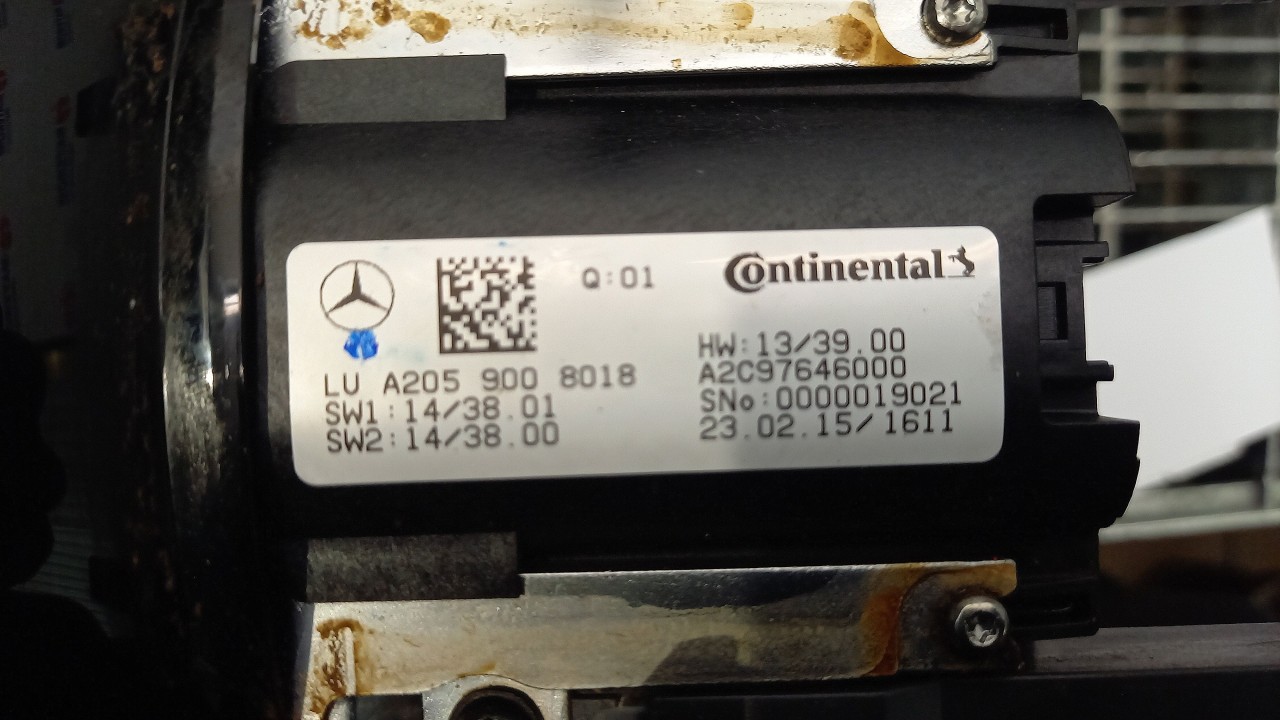 Q:01
Continental
LU A205 900 8018
SW1:14/38.01
SW2:14/38.00
HW:13/39.00
A2C97646000
SNo:0000019021
23.02.15/1611